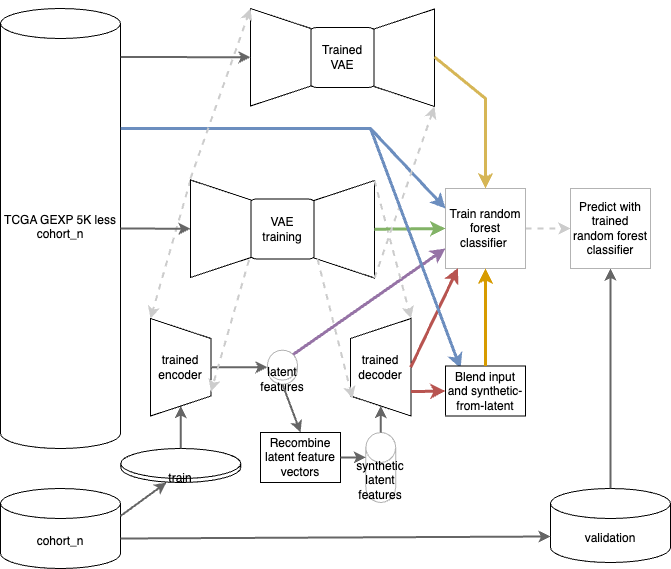 Trained
VAE
TCGA GEXP 5K less
cohort_n
VAE
training
Train random
forest
classifier
Predict with
trained
random forest
classifier
trained
encoder
latent
features
trained
decoder
Blend input
and synthetic-
from-latent
Recombine
latent feature
vectors
synthetic
latent
features
train
cohort_n
validation